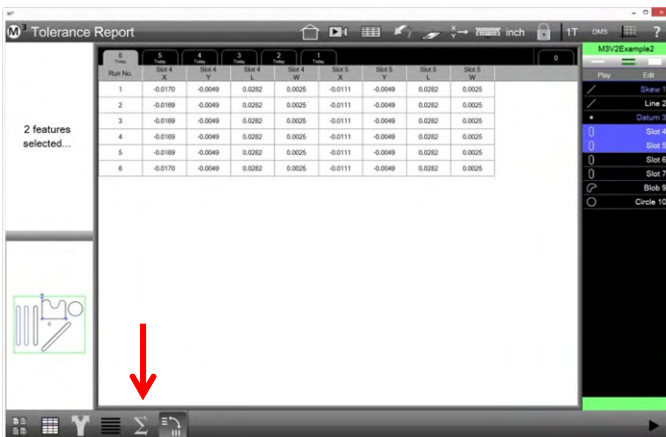 M³ Tolerance Report
inch
1T
DMS
?
M3V2Example2
Play Edit
Skew 1
Line 2
Datum 3
Slot 4
Slot 5
Slot 6
Slot 7
Blob 9
Circle 10
2 features
selected...
6 5 4 3 2 1 0
Today Today Today Today Today Today
Run No. Slot 4 X Slot 4 Y Slot 4 L Slot 4 W Slot 5 X Slot 5 Y Slot 5 L Slot 5 W
1 -0.0170 -0.0049 0.0282 0.0025 -0.0111 -0.0049 0.0282 0.0025
2 -0.0169 -0.0049 0.0282 0.0025 -0.0111 -0.0049 0.0282 0.0025
3 -0.0169 -0.0049 0.0282 0.0025 -0.0111 -0.0049 0.0282 0.0025
4 -0.0169 -0.0049 0.0282 0.0025 -0.0111 -0.0049 0.0282 0.0025
5 -0.0169 -0.0049 0.0282 0.0025 -0.0111 -0.0049 0.0282 0.0025
6 -0.0170 -0.0049 0.0282 0.0025 -0.0111 -0.0049 0.0282 0.0025